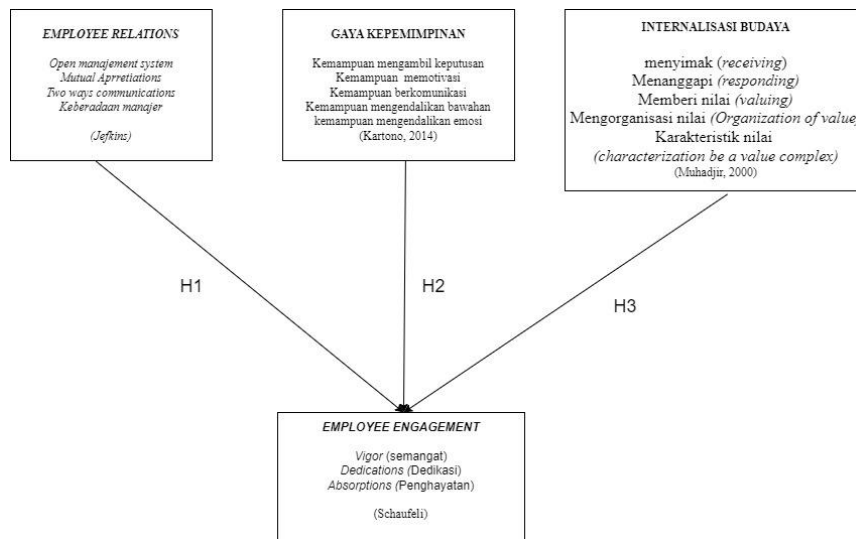 EMPLOYEE RELATIONS
Open manajement system
Mutual Aprretiations
Two ways communications
Keberadaan manajer
(Jefkins)
GAYA KEPEMIMPINAN
Kemampuan mengambil keputusan
Kemampuan memotivasi
Kemampuan berkomunikasi
Kemampuan mengendalikan bawahan
kemampuan mengendalikan emosi
(Kartono, 2014)
INTERNALISASI BUDAYA
menyimak (receiving)
Menanggapi (responding)
Memberi nilai (valuing)
Mengorganisasi nilai (Organization of value)
Karakteristik nilai
(characterization be a value complex)
(Muhadjir, 2000)
H1
H2
H3
EMPLOYEE ENGAGEMENT
Vigor (semangat)
Dedications (Dedikasi)
Absorptions (Penghayatan)
(Schaufeli)